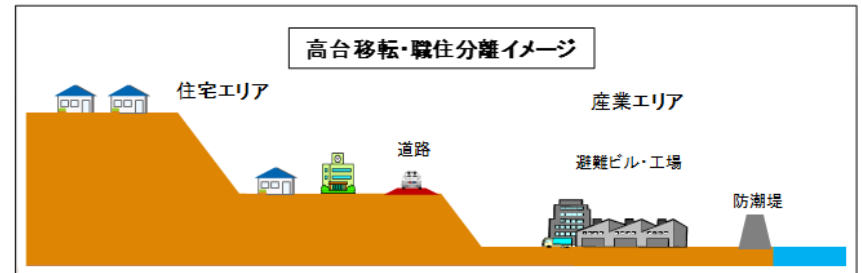 高台移転・職住分離イメージ
住宅エリア
産業エリア
道路
避難ビル・工場
防潮堤